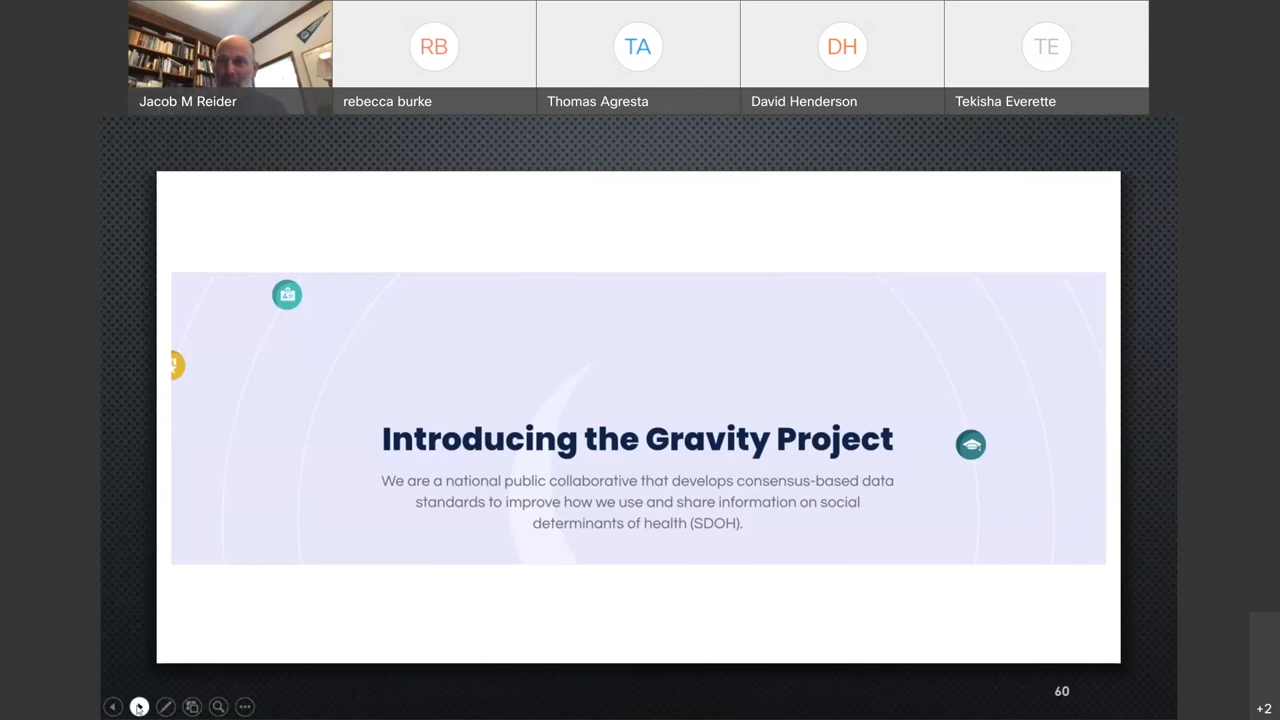 RB
TA
DH
TE
Jacob M Reider
rebecca burke
Thomas Agresta
David Henderson
Tekisha Everette
Introducing the Gravity Project
We are a national public collaborative that develops consensus-based data
standards to improve how we use and share information on social
determinants of health (SDOH).
60
+2